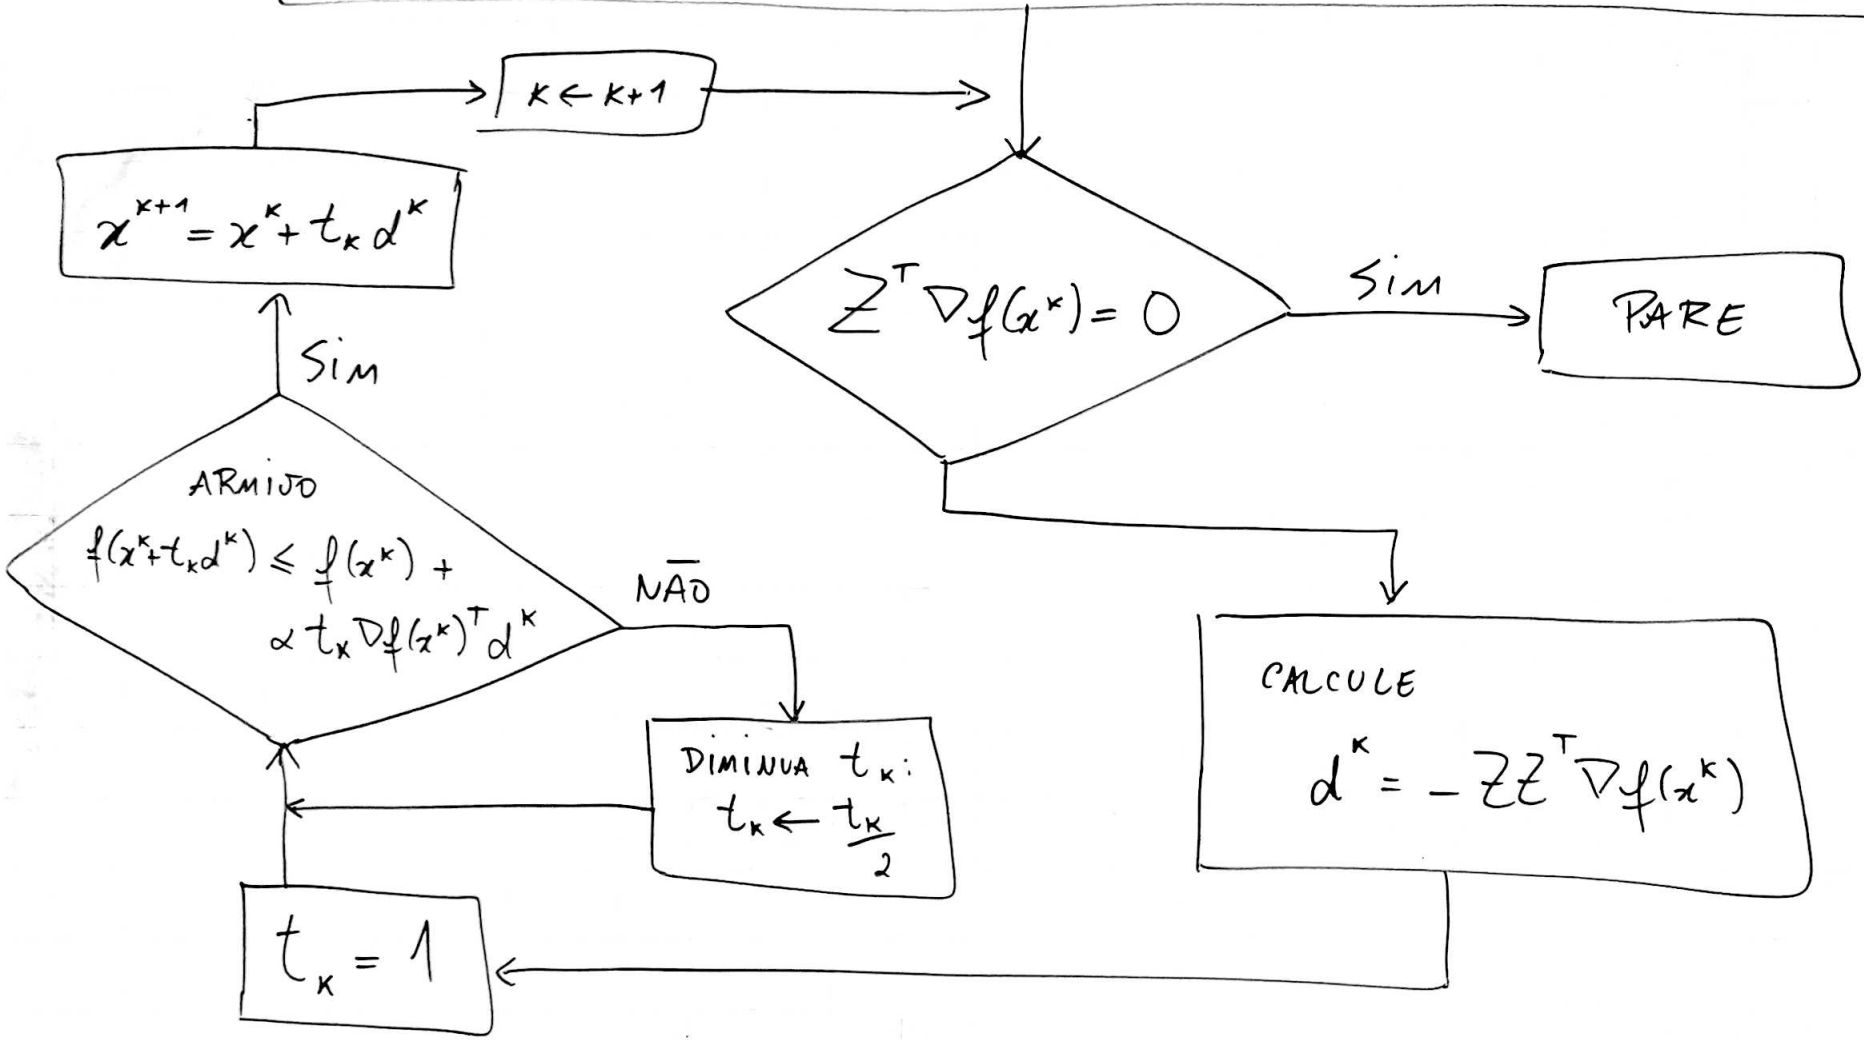 k ← k+1
x^{k+1} = x^k + t_k d^k
Z^T ∇f(x^k) = 0
Sim
PARE
Sim
ARMIJO
f(x^k + t_k d^k) ≤ f(x^k) +
α t_k ∇f(x^k)^T d^k
NÃO
DIMINUA t_k:
t_k ← t_k/2
CALCULE
d^k = - Z Z^T ∇f(x^k)
t_k = 1